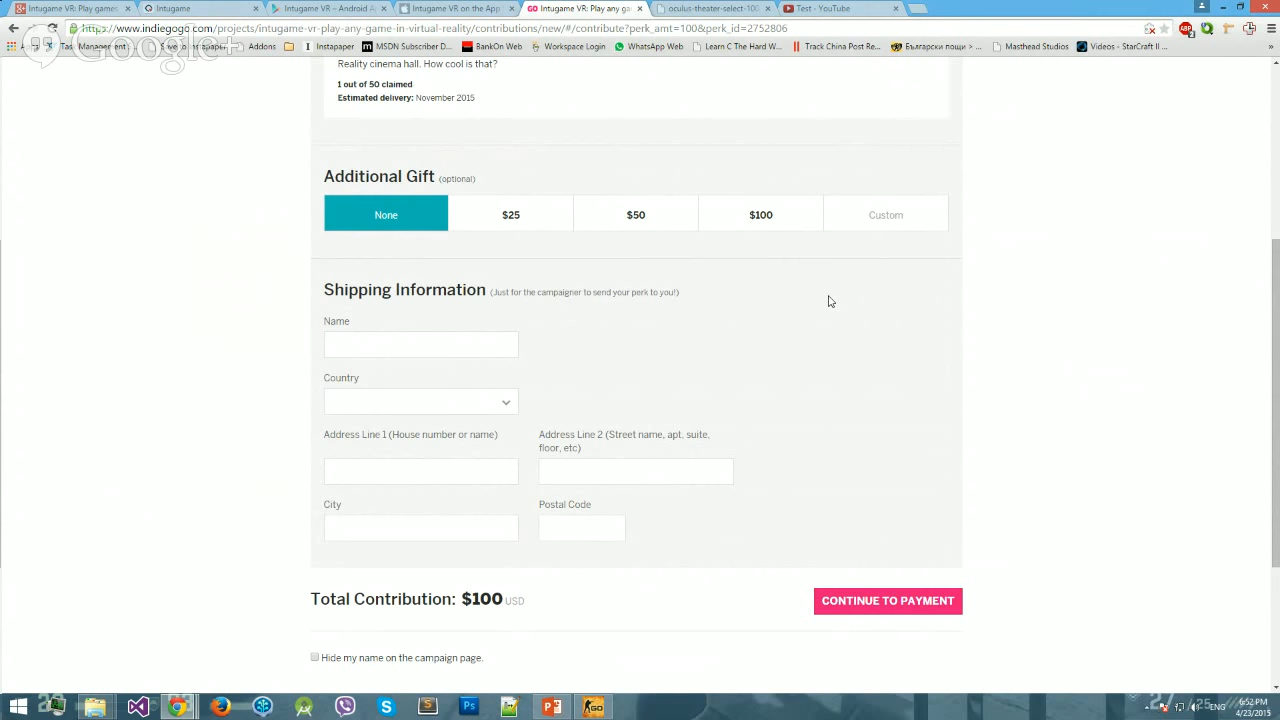 Intugame VR: Play games
Intugame
Intugame VR – Android A
Intugame VR on the App
Intugame VR: Play any ga
oculus-theater-select-100
Test - YouTube
https://www.indiegogo.com/projects/intugame-vr-play-any-game-in-virtual-reality/contributions/new/#/contribute?perk_amt=100&perk_id=2752806
Google+
Task Management
Addons
Instapaper
MSDN Subscriber D...
BankOn Web
Workspace Login
WhatsApp Web
Learn C The Hard W...
Track China Post Re...
Български пощи > ...
Masthead Studios
Videos - StarCraft II ...
Reality cinema hall. How cool is that?
1 out of 50 claimed
Estimated delivery: November 2015
Additional Gift (optional)
None
$25
$50
$100
Custom
Shipping Information (Just for the campaigner to send your perk to you!)
Name
Country
Address Line 1 (House number or name)
Address Line 2 (Street name, apt, suite,
floor, etc)
City
Postal Code
Total Contribution: $100 USD
CONTINUE TO PAYMENT
Hide my name on the campaign page.
ENG
6:52 PM
4/23/2015